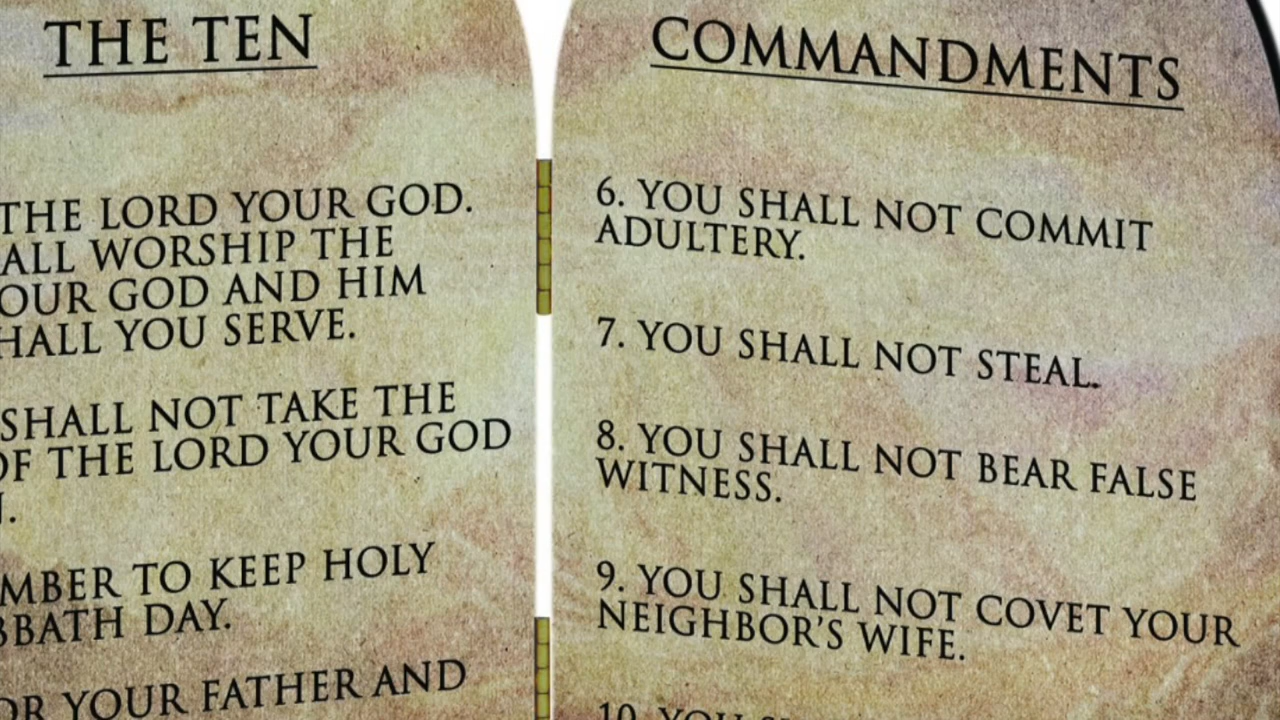 THE TEN
THE LORD YOUR GOD.
ALL WORSHIP THE
OUR GOD AND HIM
HALL YOU SERVE.
SHALL NOT TAKE THE
OF THE LORD YOUR GOD
MBER TO KEEP HOLY
BBATH DAY.
OR YOUR FATHER AND
COMMANDMENTS
6. YOU SHALL NOT COMMIT
ADULTERY.
7. YOU SHALL NOT STEAL.
8. YOU SHALL NOT BEAR FALSE
WITNESS.
9. YOU SHALL NOT COVET YOUR
NEIGHBOR'S WIFE.
10. YOU